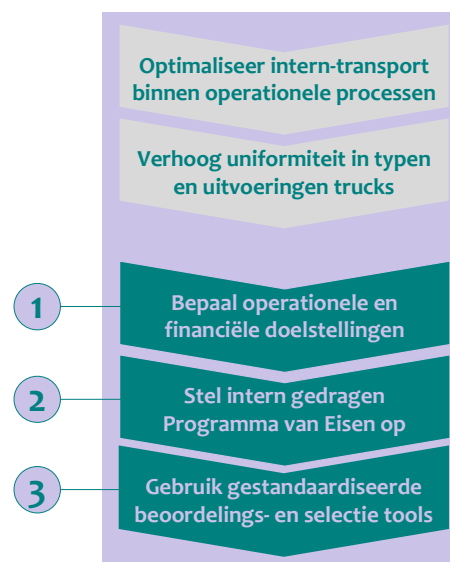 Optimaliseer intern-transport
binnen operationele processen
Verhoog uniformiteit in typen
en uitvoeringen trucks
1
Bepaal operationele en
financiële doelstellingen
2
Stel intern gedragen
Programma van Eisen op
3
Gebruik gestandaardiseerde
beoordelings- en selectie tools